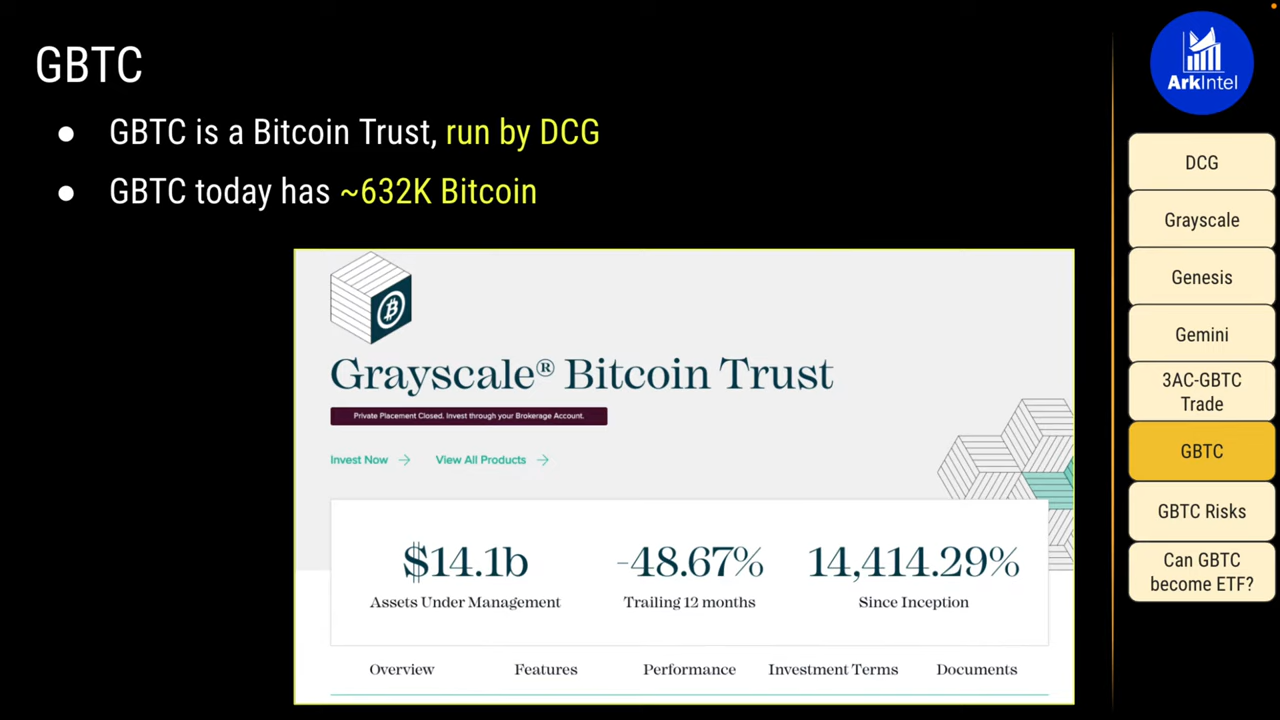 GBTC
● GBTC is a Bitcoin Trust, run by DCG
● GBTC today has ~632K Bitcoin
Grayscale® Bitcoin Trust
Private Placement Closed. Invest through your Brokerage Account.
Invest Now → View All Products →
$14.1b -48.67% 14,414.29%
Assets Under Management Trailing 12 months Since Inception
Overview Features Performance Investment Terms Documents
ArkIntel
DCG
Grayscale
Genesis
Gemini
3AC-GBTC
Trade
GBTC
GBTC Risks
Can GBTC
become ETF?